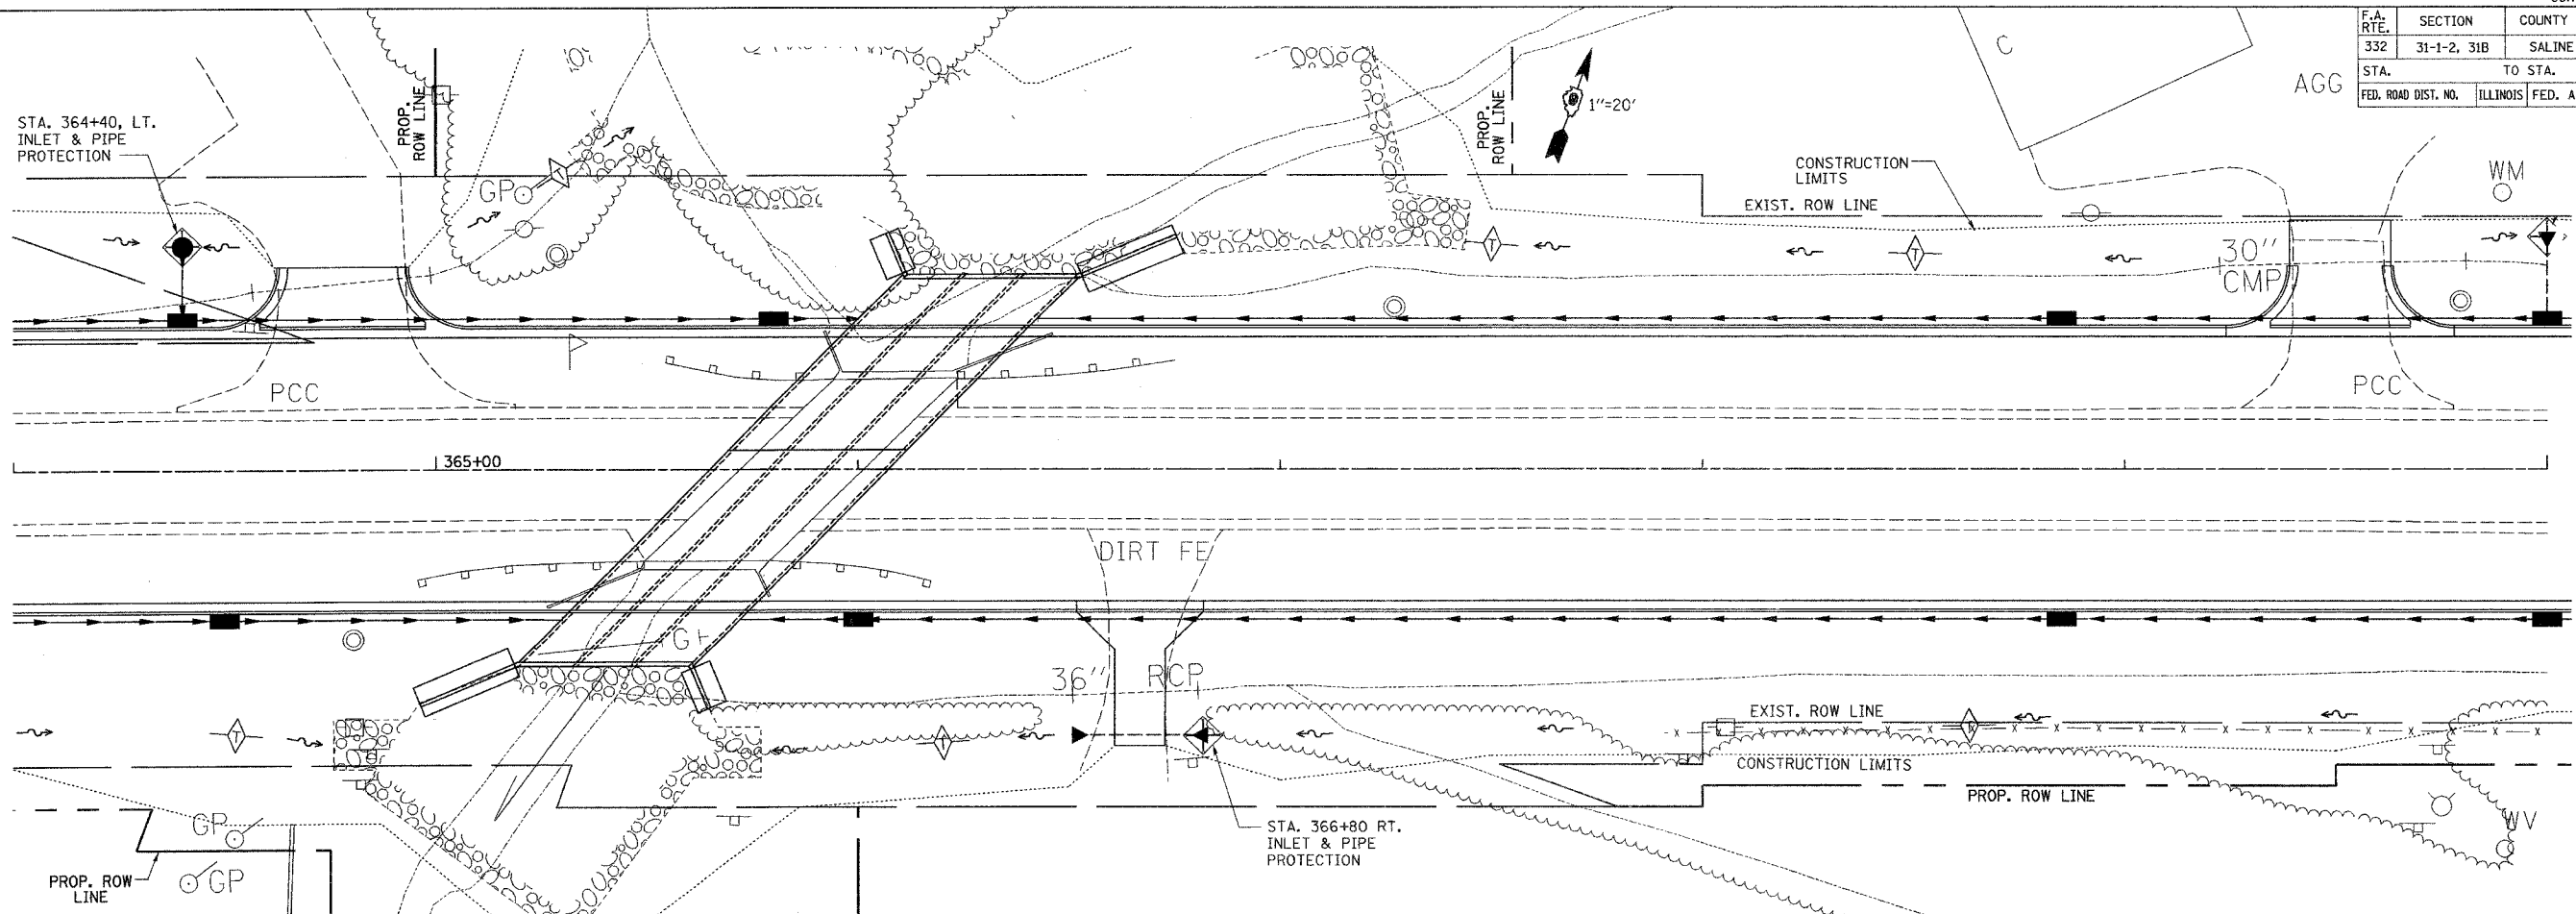 F.A. RTE. SECTION COUNTY
332 31-1-2, 31B SALINE
STA. TO STA.
FED. ROAD DIST. NO. ILLINOIS FED. A
C
AGG
STA. 364+40, LT.
INLET & PIPE
PROTECTION
PROP.
ROW LINE
1"=20'
PROP.
ROW LINE
CONSTRUCTION
LIMITS
WM
GP
EXIST. ROW LINE
30"
CMP
PCC
PCC
365+00
DIRT FE
36" RCP
EXIST. ROW LINE
CONSTRUCTION LIMITS
PROP. ROW LINE
GP
WV
STA. 366+80 RT.
INLET & PIPE
PROTECTION
PROP. ROW
LINE
GP
T
T
T
T
T
T